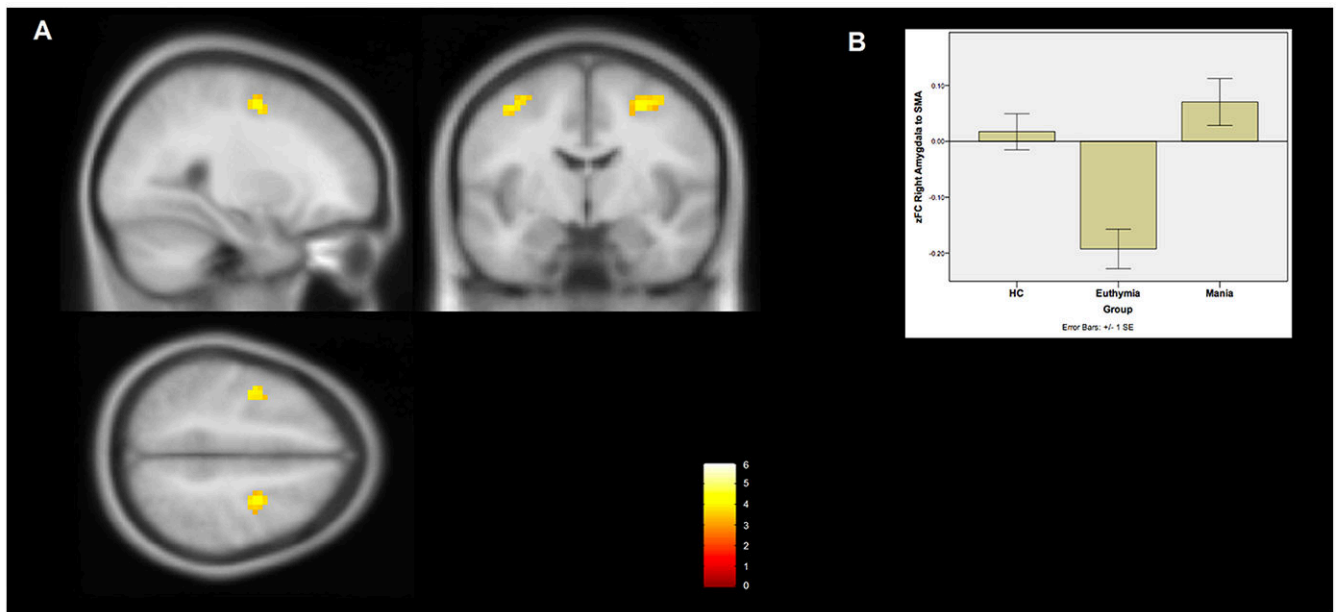 A
B
zFC Right Amygdala to SMA
0.10
0.00
-0.10
-0.20
HC
Euthymia
Mania
Group
Error Bars: +/- 1 SE
6
5
4
3
2
1
0